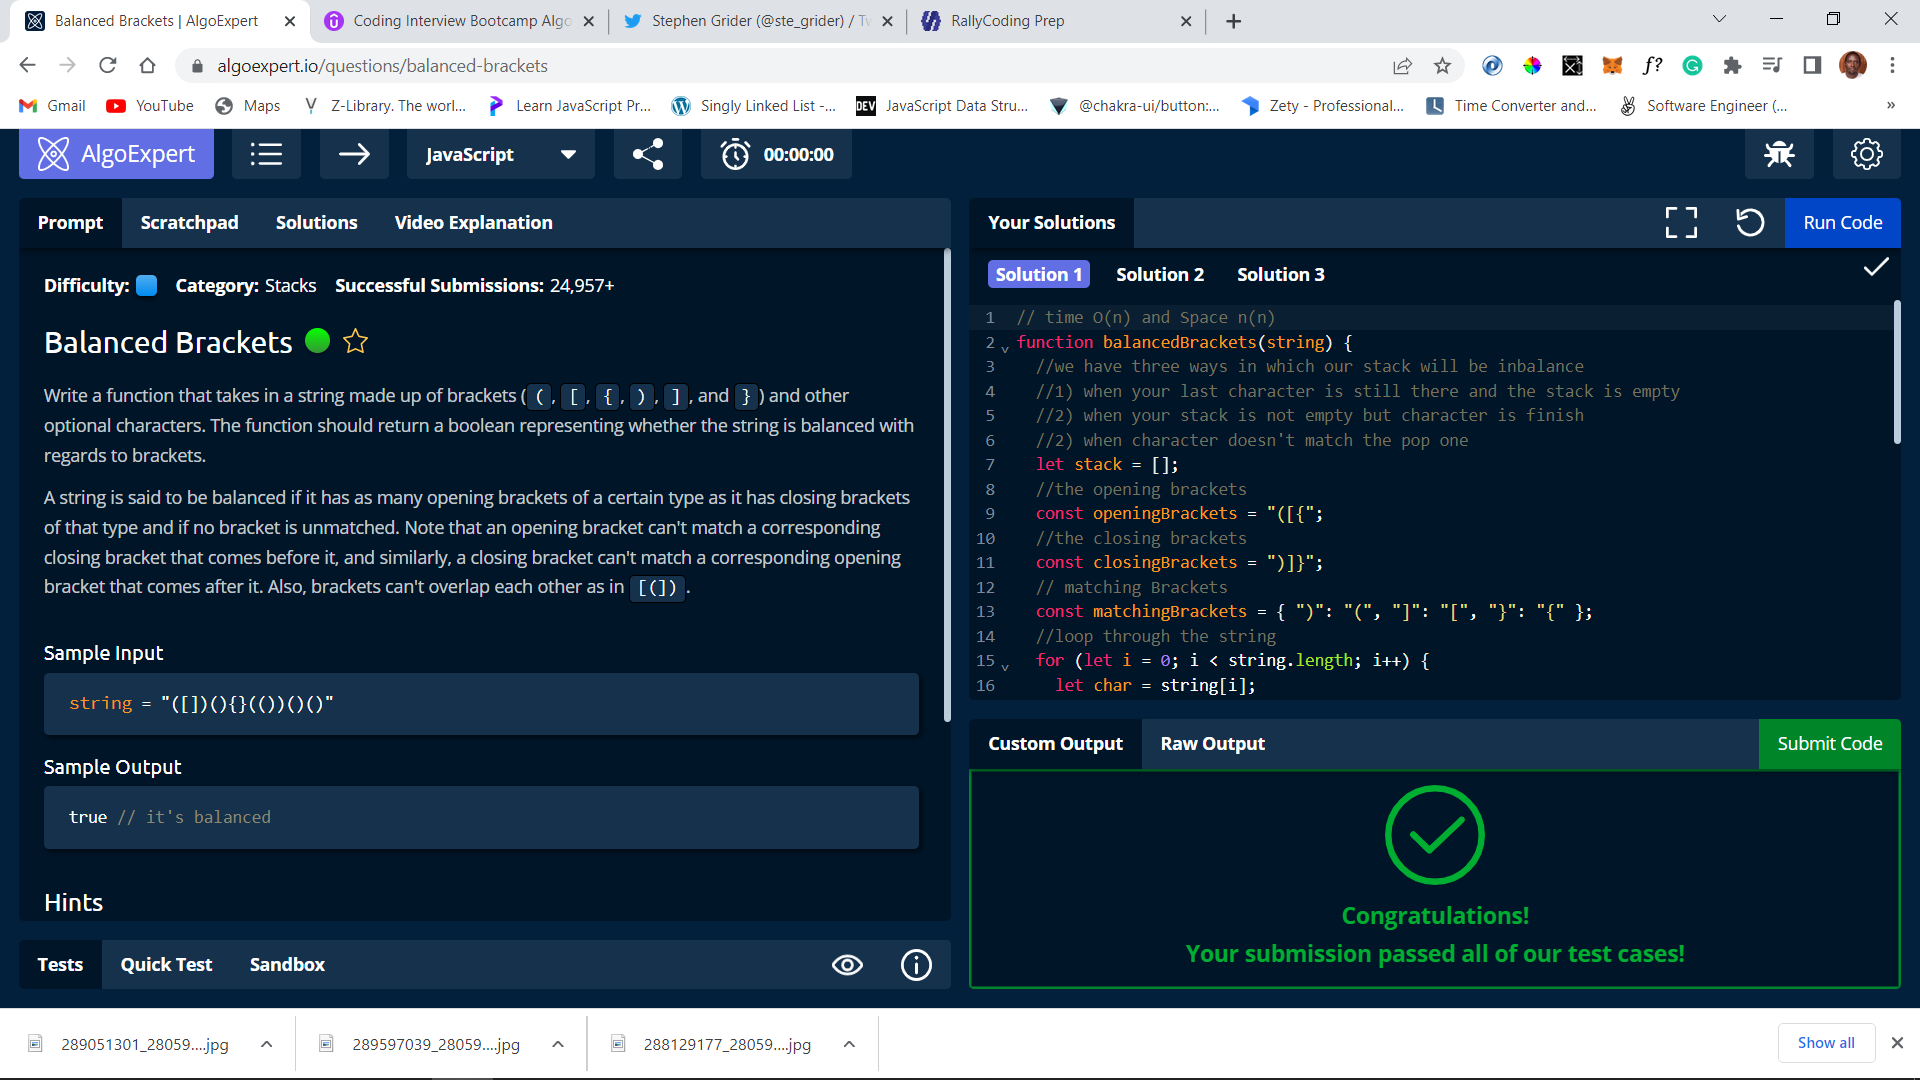 Balanced Brackets | AlgoExpert
Coding Interview Bootcamp Algo
Stephen Grider (@ste_grider) / Tw
RallyCoding Prep
algoexpert.io/questions/balanced-brackets
Gmail
YouTube
Maps
Z-Library. The worl...
Learn JavaScript Pr...
Singly Linked List -...
DEV JavaScript Data Stru...
@chakra-ui/button:...
Zety - Professional...
Time Converter and...
Software Engineer (...
»
AlgoExpert
JavaScript
00:00:00
Prompt Scratchpad Solutions Video Explanation
Difficulty: Category: Stacks Successful Submissions: 24,957+
Balanced Brackets
Write a function that takes in a string made up of brackets ( (, [, {, ), ], and } ) and other
optional characters. The function should return a boolean representing whether the string is balanced with
regards to brackets.
A string is said to be balanced if it has as many opening brackets of a certain type as it has closing brackets
of that type and if no bracket is unmatched. Note that an opening bracket can't match a corresponding
closing bracket that comes before it, and similarly, a closing bracket can't match a corresponding opening
bracket that comes after it. Also, brackets can't overlap each other as in [(]).
Sample Input
string = "([])(){}(())()()"
Sample Output
true // it's balanced
Hints
Tests Quick Test Sandbox
Your Solutions
Run Code
Solution 1 Solution 2 Solution 3
1 // time O(n) and Space n(n)
2 function balancedBrackets(string) {
3 //we have three ways in which our stack will be inbalance
4 //1) when your last character is still there and the stack is empty
5 //2) when your stack is not empty but character is finish
6 //2) when character doesn't match the pop one
7 let stack = [];
8 //the opening brackets
9 const openingBrackets = "([{";
10 //the closing brackets
11 const closingBrackets = ")]}";
12 // matching Brackets
13 const matchingBrackets = { ")": "(", "]": "[", "}": "{" };
14 //loop through the string
15 for (let i = 0; i < string.length; i++) {
16 let char = string[i];
Custom Output Raw Output
Submit Code
Congratulations!
Your submission passed all of our test cases!
289051301_28059....jpg
289597039_28059....jpg
288129177_28059....jpg
Show all